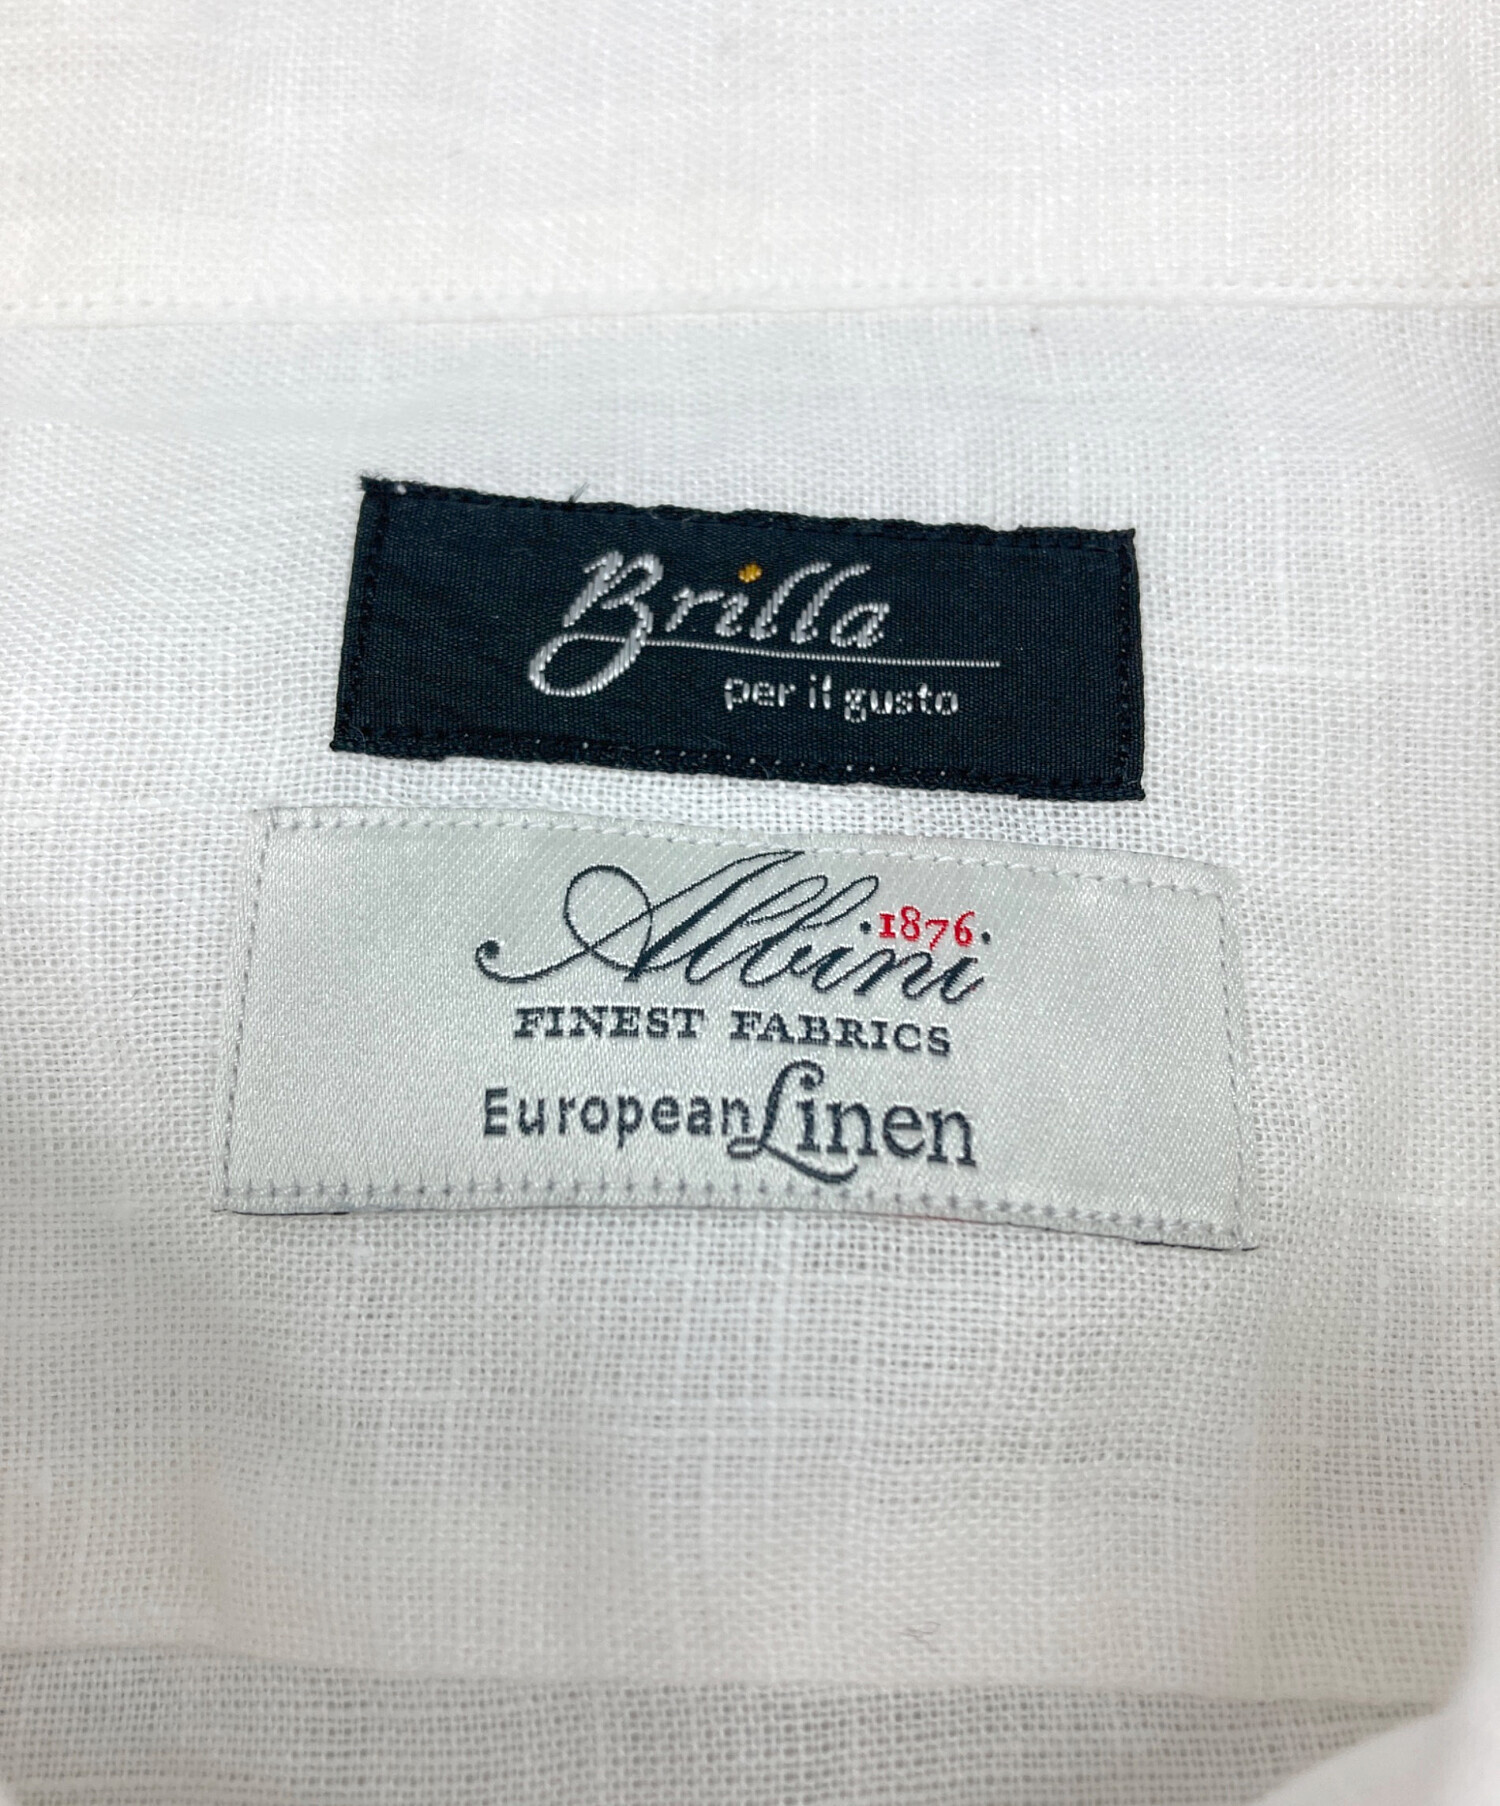 Brilla
per il gusto
Albini ·1876·
FINEST FABRICS
European Linen